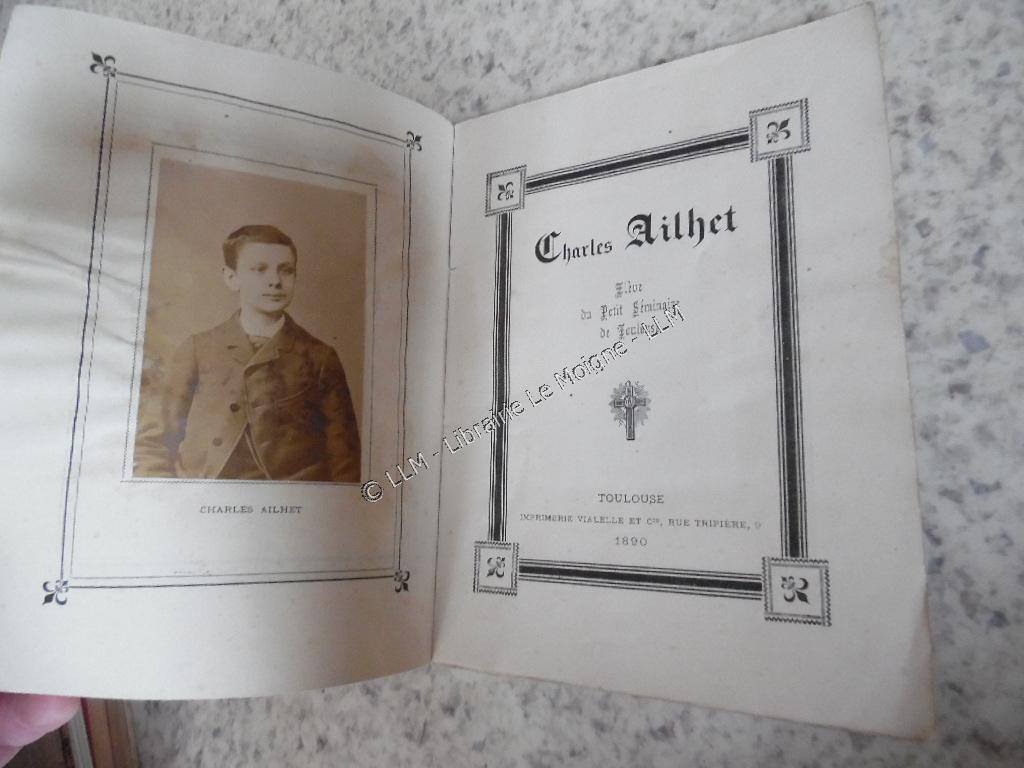 CHARLES AILHET
Charles Ailhet
Élève
du Petit Séminaire
de Toulouse
TOULOUSE
IMPRIMERIE VIALELLE ET Cie, RUE TRIPIÈRE, 9
1890
© LLM - Librairie Le Moigne - LLM